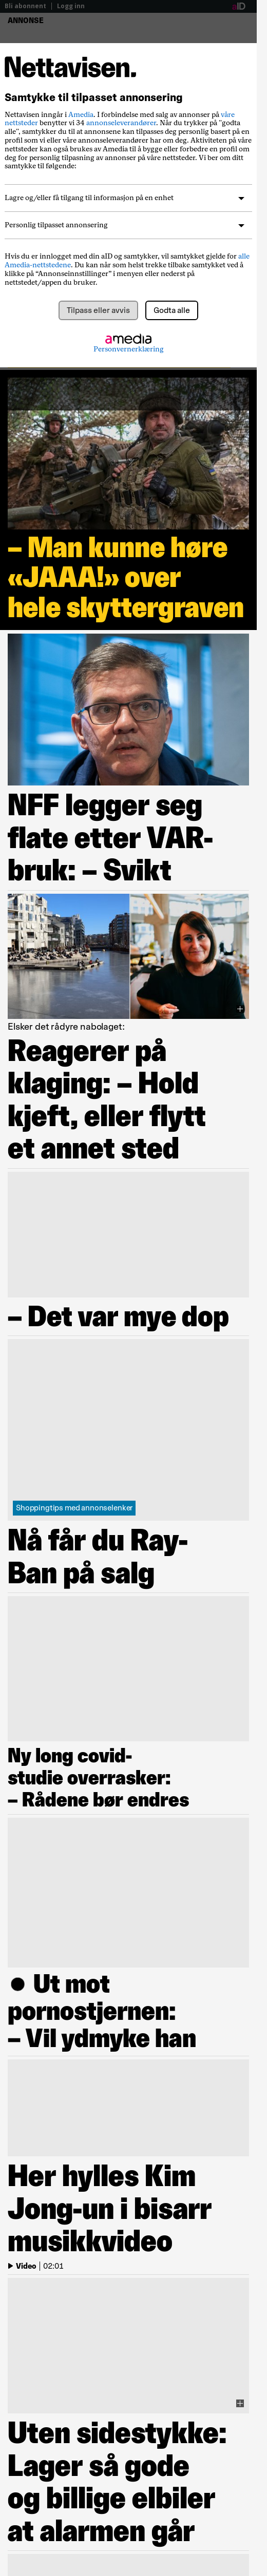 Bli abonnent | Logg inn
aID
ANNONSE
Nettavisen.
Samtykke til tilpasset annonsering
Nettavisen inngår i Amedia. I forbindelse med salg av annonser på våre
nettsteder benytter vi 34 annonseleverandører. Når du trykker på "godta
alle", samtykker du til at annonsene kan tilpasses deg personlig basert på en
profil som vi eller våre annonseleverandører har om deg. Aktiviteten på våre
nettsteder kan også brukes av Amedia til å bygge eller forbedre en profil om
deg for personlig tilpasning av annonser på våre nettsteder. Vi ber om ditt
samtykke til følgende:
Lagre og/eller få tilgang til informasjon på en enhet
Personlig tilpasset annonsering
Hvis du er innlogget med din aID og samtykker, vil samtykket gjelde for alle
Amedia-nettstedene. Du kan når som helst trekke tilbake samtykket ved å
klikke på “Annonseinnstillinger” i menyen eller nederst på
nettstedet/appen du bruker.
Tilpass eller avvis
Godta alle
amedia
Personvernerklæring
– Man kunne høre
«JAAA!» over
hele skyttergraven
NFF legger seg
flate etter VAR-
bruk: – Svikt
Elsker det rådyre nabolaget:
Reagerer på
klaging: – Hold
kjeft, eller flytt
et annet sted
– Det var mye dop
Shoppingtips med annonselenker
Nå får du Ray-
Ban på salg
Ny long covid-
studie overrasker:
– Rådene bør endres
● Ut mot
pornostjernen:
– Vil ydmyke han
Her hylles Kim
Jong-un i bisarr
musikkvideo
Video | 02:01
Uten sidestykke:
Lager så gode
og billige elbiler
at alarmen går